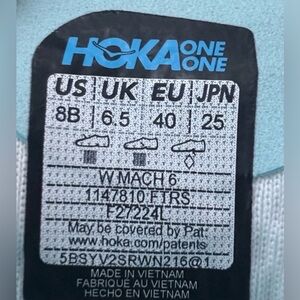 HOKA ONE ONE
US UK EU JPN
8B 6.5 40 25
W MACH 6
1147810 FTRS
F27224L
May be covered by Pat:
www.hoka.com/patents
5BSYV2SRWN216@1
MADE IN VIETNAM
FABRIQUÉ AU VIETNAM
HECHO EN VIETNAM